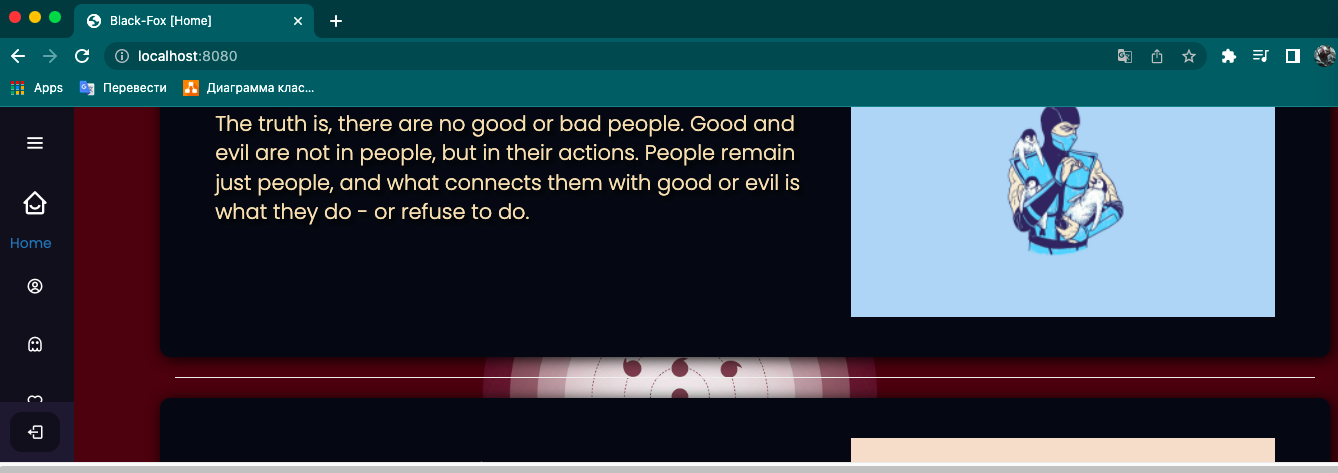 Black-Fox [Home]
localhost:8080
Apps Перевести Диаграмма клас...
The truth is, there are no good or bad people. Good and
evil are not in people, but in their actions. People remain
just people, and what connects them with good or evil is
what they do - or refuse to do.
Home